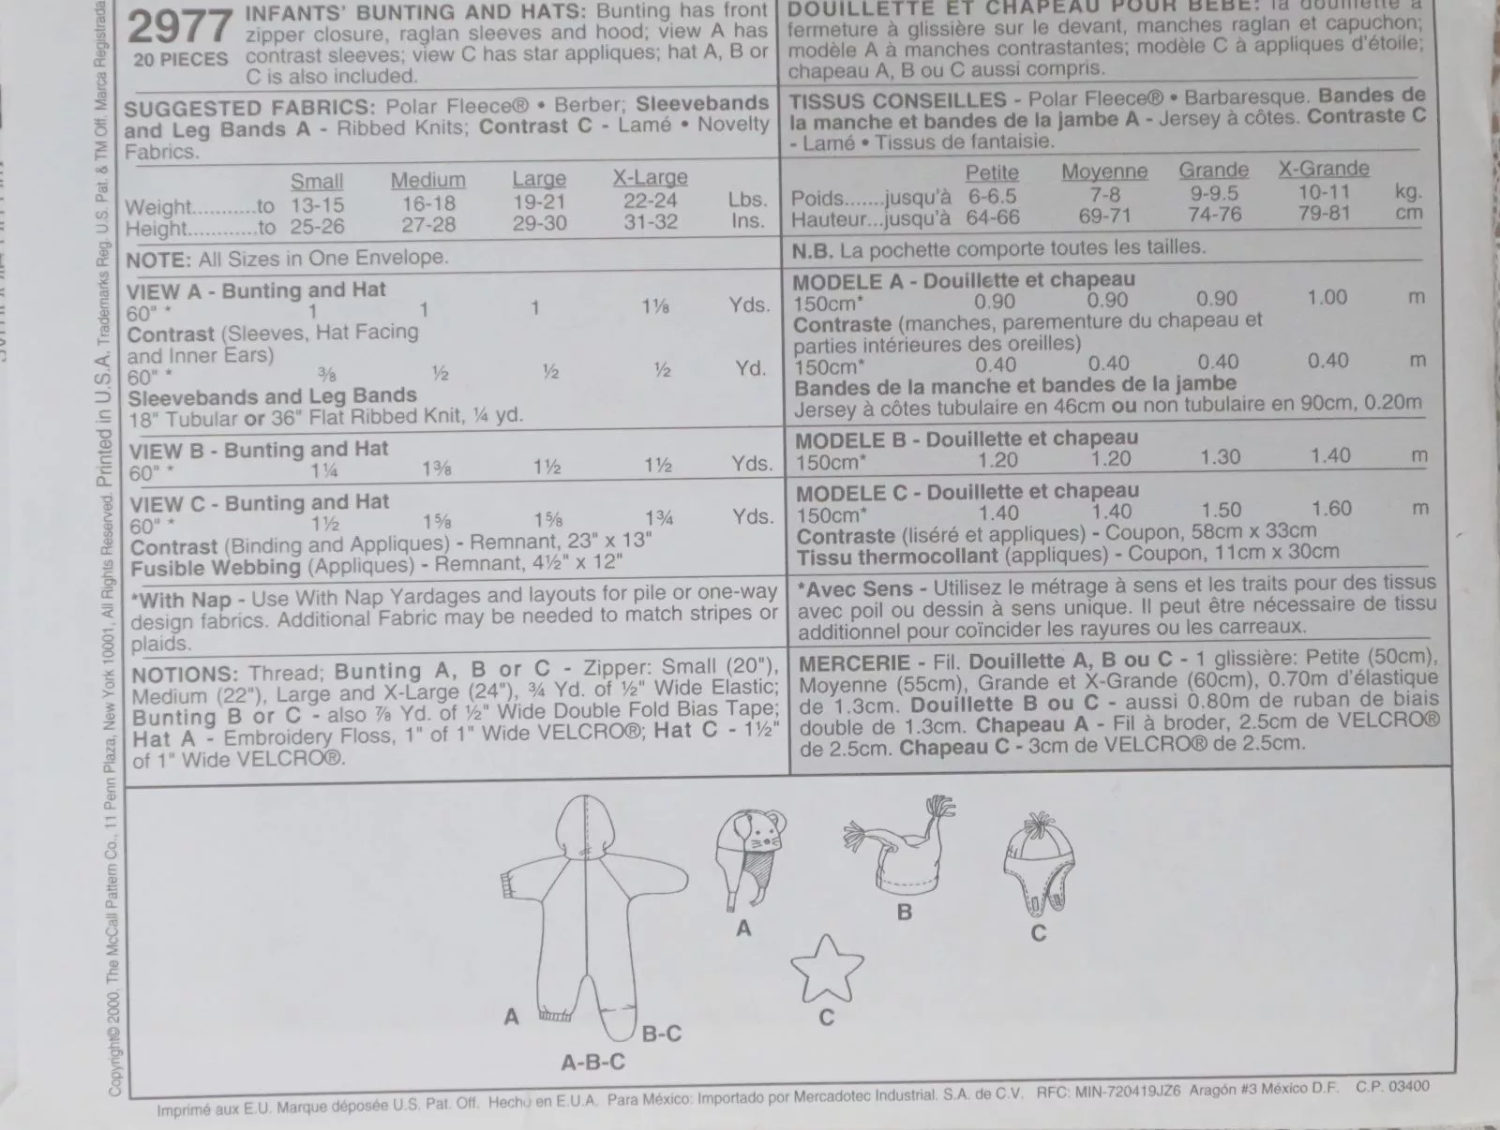 2977
20 PIECES
INFANTS' BUNTING AND HATS: Bunting has front
zipper closure, raglan sleeves and hood; view A has
contrast sleeves; view C has star appliques; hat A, B or
C is also included.
SUGGESTED FABRICS: Polar Fleece® • Berber; Sleevebands
and Leg Bands A - Ribbed Knits; Contrast C - Lamé • Novelty
Fabrics.
Small Medium Large X-Large
Weight...........to 13-15 16-18 19-21 22-24 Lbs.
Height............to 25-26 27-28 29-30 31-32 Ins.
NOTE: All Sizes in One Envelope.
VIEW A - Bunting and Hat
60" * 1 1 1 1⅛ Yds.
Contrast (Sleeves, Hat Facing
and Inner Ears)
60" * ⅜ ½ ½ ½ Yd.
Sleevebands and Leg Bands
18" Tubular or 36" Flat Ribbed Knit, ¼ yd.
VIEW B - Bunting and Hat
60" * 1¼ 1⅜ 1½ 1½ Yds.
VIEW C - Bunting and Hat
60" * 1½ 1⅝ 1⅝ 1¾ Yds.
Contrast (Binding and Appliques) - Remnant, 23" x 13"
Fusible Webbing (Appliques) - Remnant, 4½" x 12"
*With Nap - Use With Nap Yardages and layouts for pile or one-way
design fabrics. Additional Fabric may be needed to match stripes or
plaids.
NOTIONS: Thread; Bunting A, B or C - Zipper: Small (20"),
Medium (22"), Large and X-Large (24"), ¾ Yd. of ½" Wide Elastic;
Bunting B or C - also ⅞ Yd. of ½" Wide Double Fold Bias Tape;
Hat A - Embroidery Floss, 1" of 1" Wide VELCRO®; Hat C - 1½"
of 1" Wide VELCRO®.
DOUILLETTE ET CHAPEAU POUR BEBE: la douillette a
fermeture à glissière sur le devant, manches raglan et capuchon;
modèle A à manches contrastantes; modèle C à appliques d'étoile;
chapeau A, B ou C aussi compris.
TISSUS CONSEILLES - Polar Fleece® • Barbaresque. Bandes de
la manche et bandes de la jambe A - Jersey à côtes. Contraste C
- Lamé • Tissus de fantaisie.
Petite Moyenne Grande X-Grande
Poids.......jusqu'à 6-6.5 7-8 9-9.5 10-11 kg.
Hauteur...jusqu'à 64-66 69-71 74-76 79-81 cm
N.B. La pochette comporte toutes les tailles.
MODELE A - Douillette et chapeau
150cm* 0.90 0.90 0.90 1.00 m
Contraste (manches, parementure du chapeau et
parties intérieures des oreilles)
150cm* 0.40 0.40 0.40 0.40 m
Bandes de la manche et bandes de la jambe
Jersey à côtes tubulaire en 46cm ou non tubulaire en 90cm, 0.20m
MODELE B - Douillette et chapeau
150cm* 1.20 1.20 1.30 1.40 m
MODELE C - Douillette et chapeau
150cm* 1.40 1.40 1.50 1.60 m
Contraste (liséré et appliques) - Coupon, 58cm x 33cm
Tissu thermocollant (appliques) - Coupon, 11cm x 30cm
*Avec Sens - Utilisez le métrage à sens et les traits pour des tissus
avec poil ou dessin à sens unique. Il peut être nécessaire de tissu
additionnel pour coïncider les rayures ou les carreaux.
MERCERIE - Fil. Douillette A, B ou C - 1 glissière: Petite (50cm),
Moyenne (55cm), Grande et X-Grande (60cm), 0.70m d'élastique
de 1.3cm. Douillette B ou C - aussi 0.80m de ruban de biais
double de 1.3cm. Chapeau A - Fil à broder, 2.5cm de VELCRO®
de 2.5cm. Chapeau C - 3cm de VELCRO® de 2.5cm.
A
B
C
C
A
B-C
A-B-C
Imprimé aux E.U. Marque déposée U.S. Pat. Off. Hecho en E.U.A. Para México: Importado por Mercadotec Industrial. S.A. de C.V. RFC: MIN-720419JZ6 Aragón #3 México D.F. C.P. 03400
Copyright© 2000, The McCall Pattern Co., 11 Penn Plaza, New York 10001, All Rights Reserved. Printed in U.S.A. Trademarks Reg. U.S. Pat. & TM Off. Marca Registrada